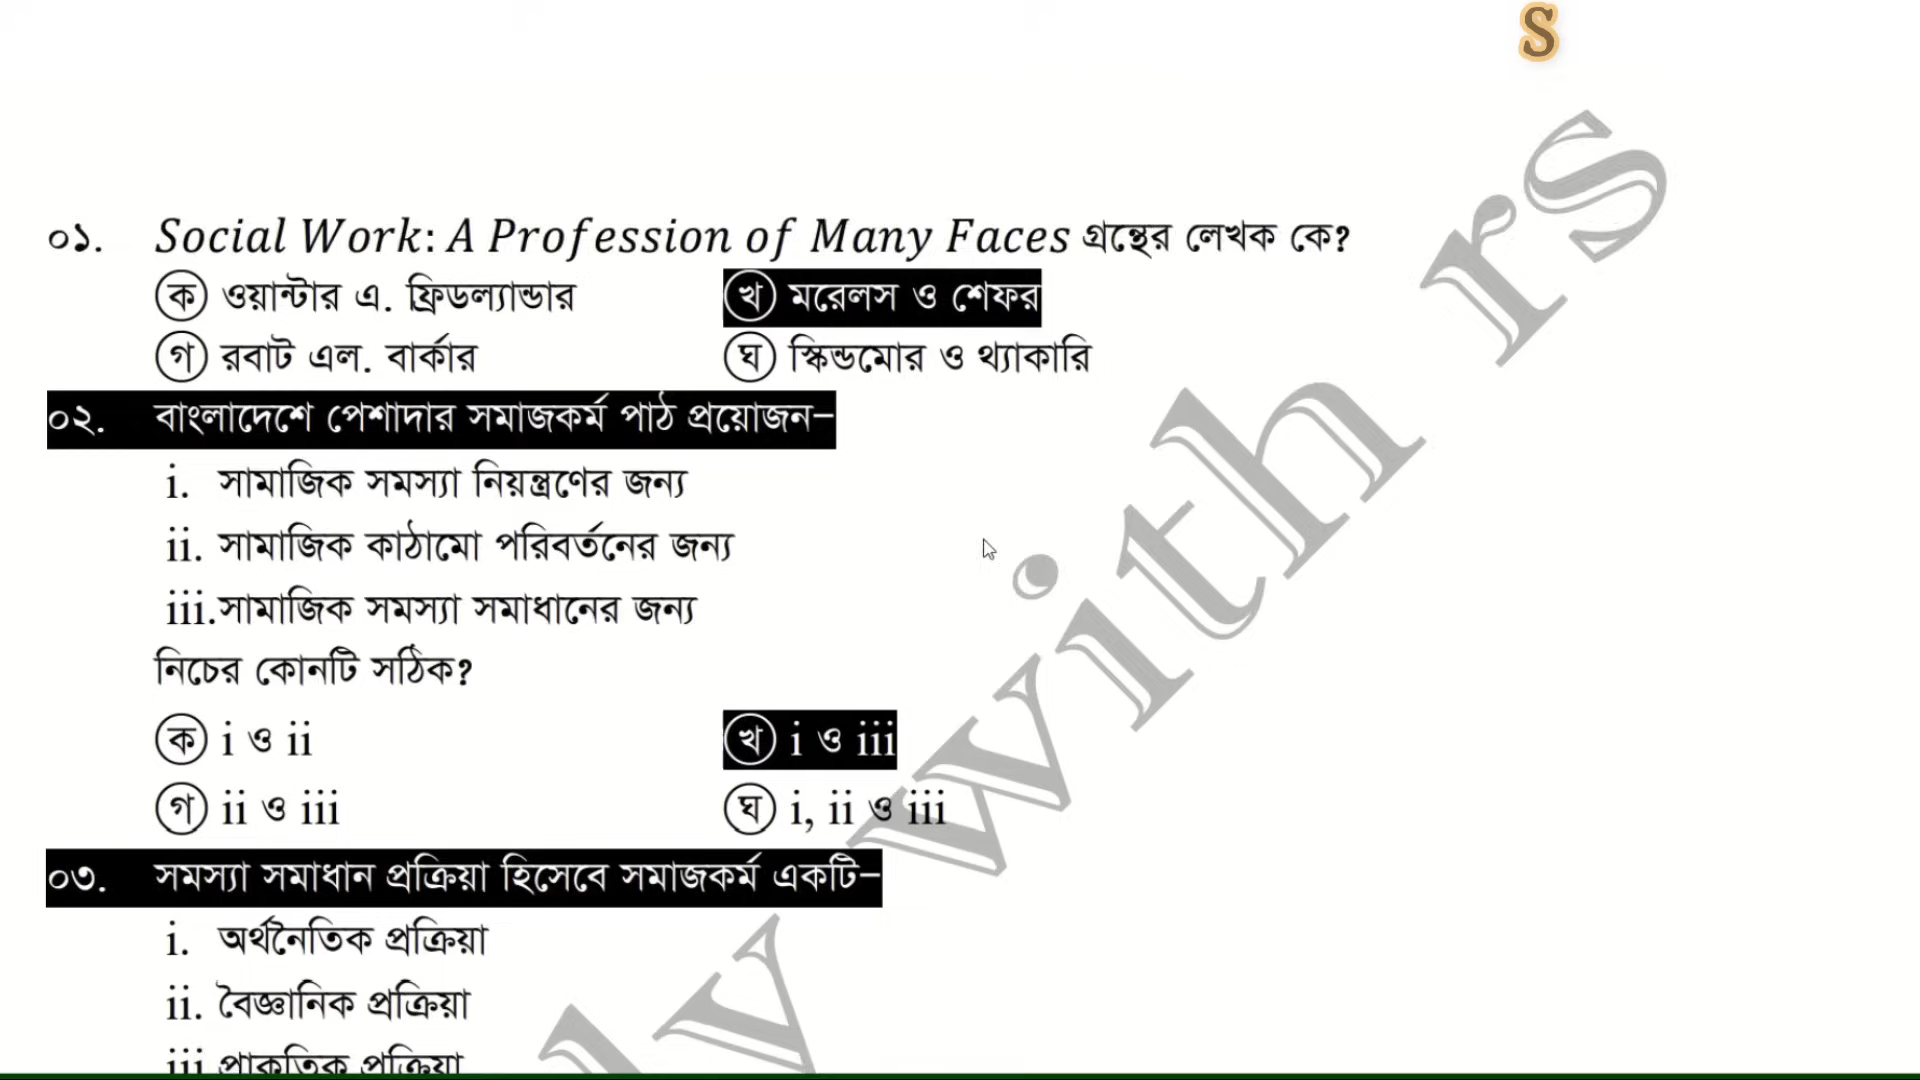 S
০১. Social Work: A Profession of Many Faces গ্রন্থের লেখক কে?
ক ওয়াল্টার এ. ফ্রিডল্যান্ডার খ মরেলস ও শেফর
গ রবাট এল. বার্কার ঘ স্কিন্ডমোর ও থ্যাকারি
০২. বাংলাদেশে পেশাদার সমাজকর্ম পাঠ প্রয়োজন–
i. সামাজিক সমস্যা নিয়ন্ত্রণের জন্য
ii. সামাজিক কাঠামো পরিবর্তনের জন্য
iii.সামাজিক সমস্যা সমাধানের জন্য
নিচের কোনটি সঠিক?
ক i ও ii খ i ও iii
গ ii ও iii ঘ i, ii ও iii
০৩. সমস্যা সমাধান প্রক্রিয়া হিসেবে সমাজকর্ম একটি–
i. অর্থনৈতিক প্রক্রিয়া
ii. বৈজ্ঞানিক প্রক্রিয়া
iii প্রাকৃতিক প্রক্রিয়া
with rs